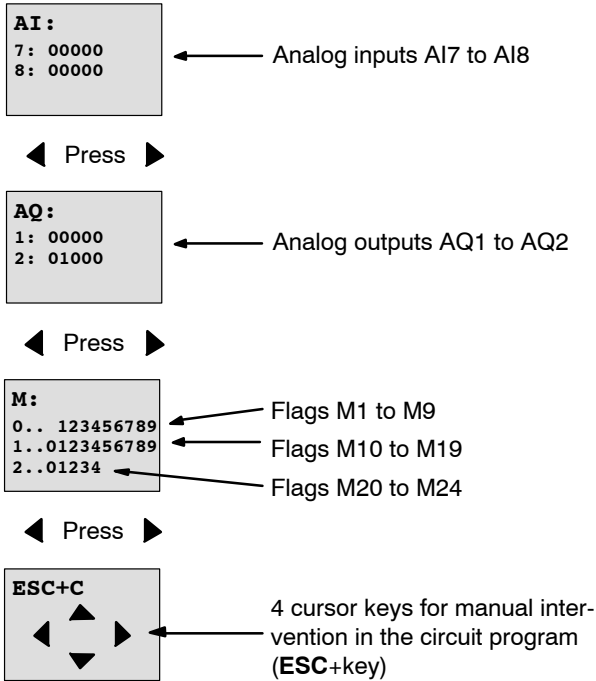 AI:
7: 00000
8: 00000
Analog inputs AI7 to AI8
Press
AQ:
1: 00000
2: 01000
Analog outputs AQ1 to AQ2
Press
M:
0.. 123456789
1..0123456789
2..01234
Flags M1 to M9
Flags M10 to M19
Flags M20 to M24
Press
ESC+C
4 cursor keys for manual inter-
vention in the circuit program
(ESC+key)